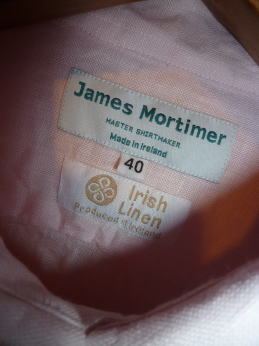 James Mortimer
MASTER SHIRTMAKER
Made in Ireland
40
Irish
Linen
Produced in Ireland